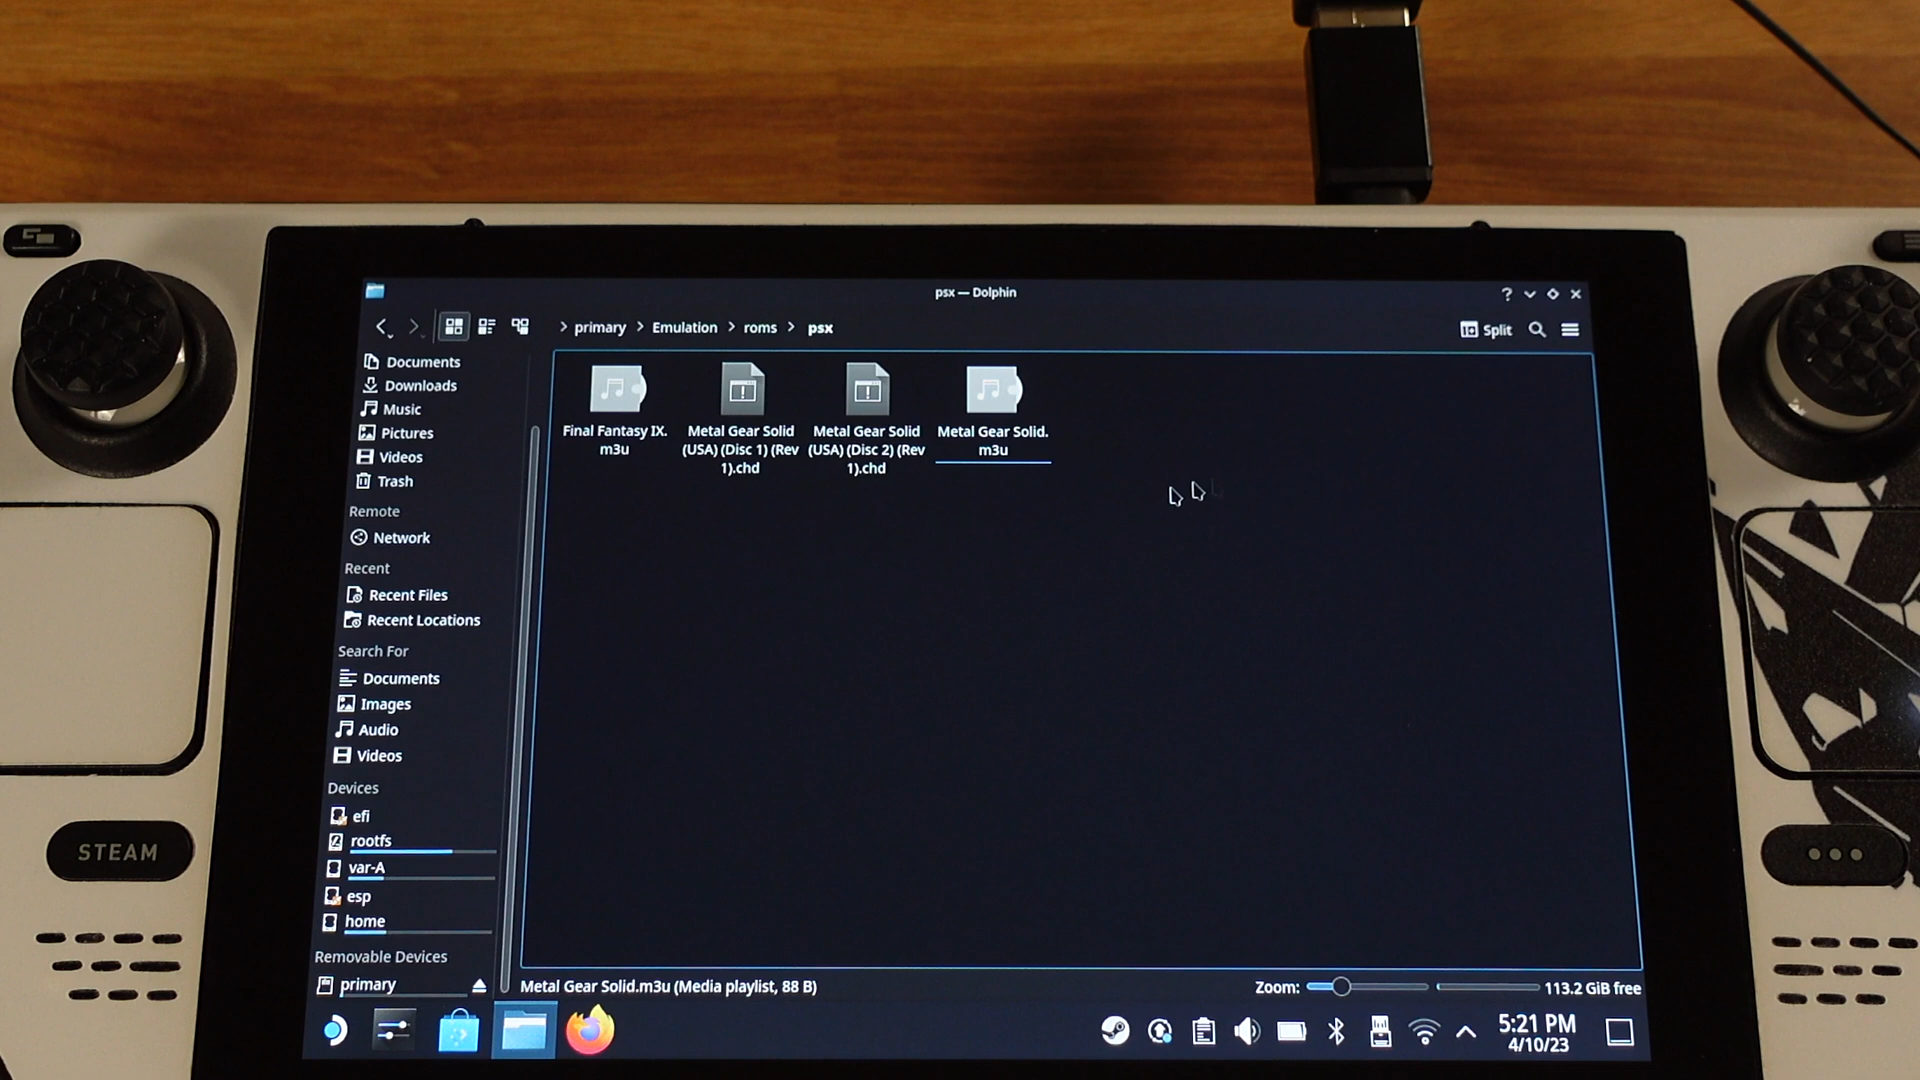 psx — Dolphin
primary
Emulation
roms
psx
Split
Documents
Downloads
Music
Pictures
Videos
Trash
Remote
Network
Recent
Recent Files
Recent Locations
Search For
Documents
Images
Audio
Videos
Devices
efi
rootfs
var-A
esp
home
Removable Devices
primary
Final Fantasy IX.
m3u
Metal Gear Solid
(USA) (Disc 1) (Rev
1).chd
Metal Gear Solid
(USA) (Disc 2) (Rev
1).chd
Metal Gear Solid.
m3u
Metal Gear Solid.m3u (Media playlist, 88 B)
Zoom:
113.2 GiB free
5:21 PM
4/10/23
STEAM